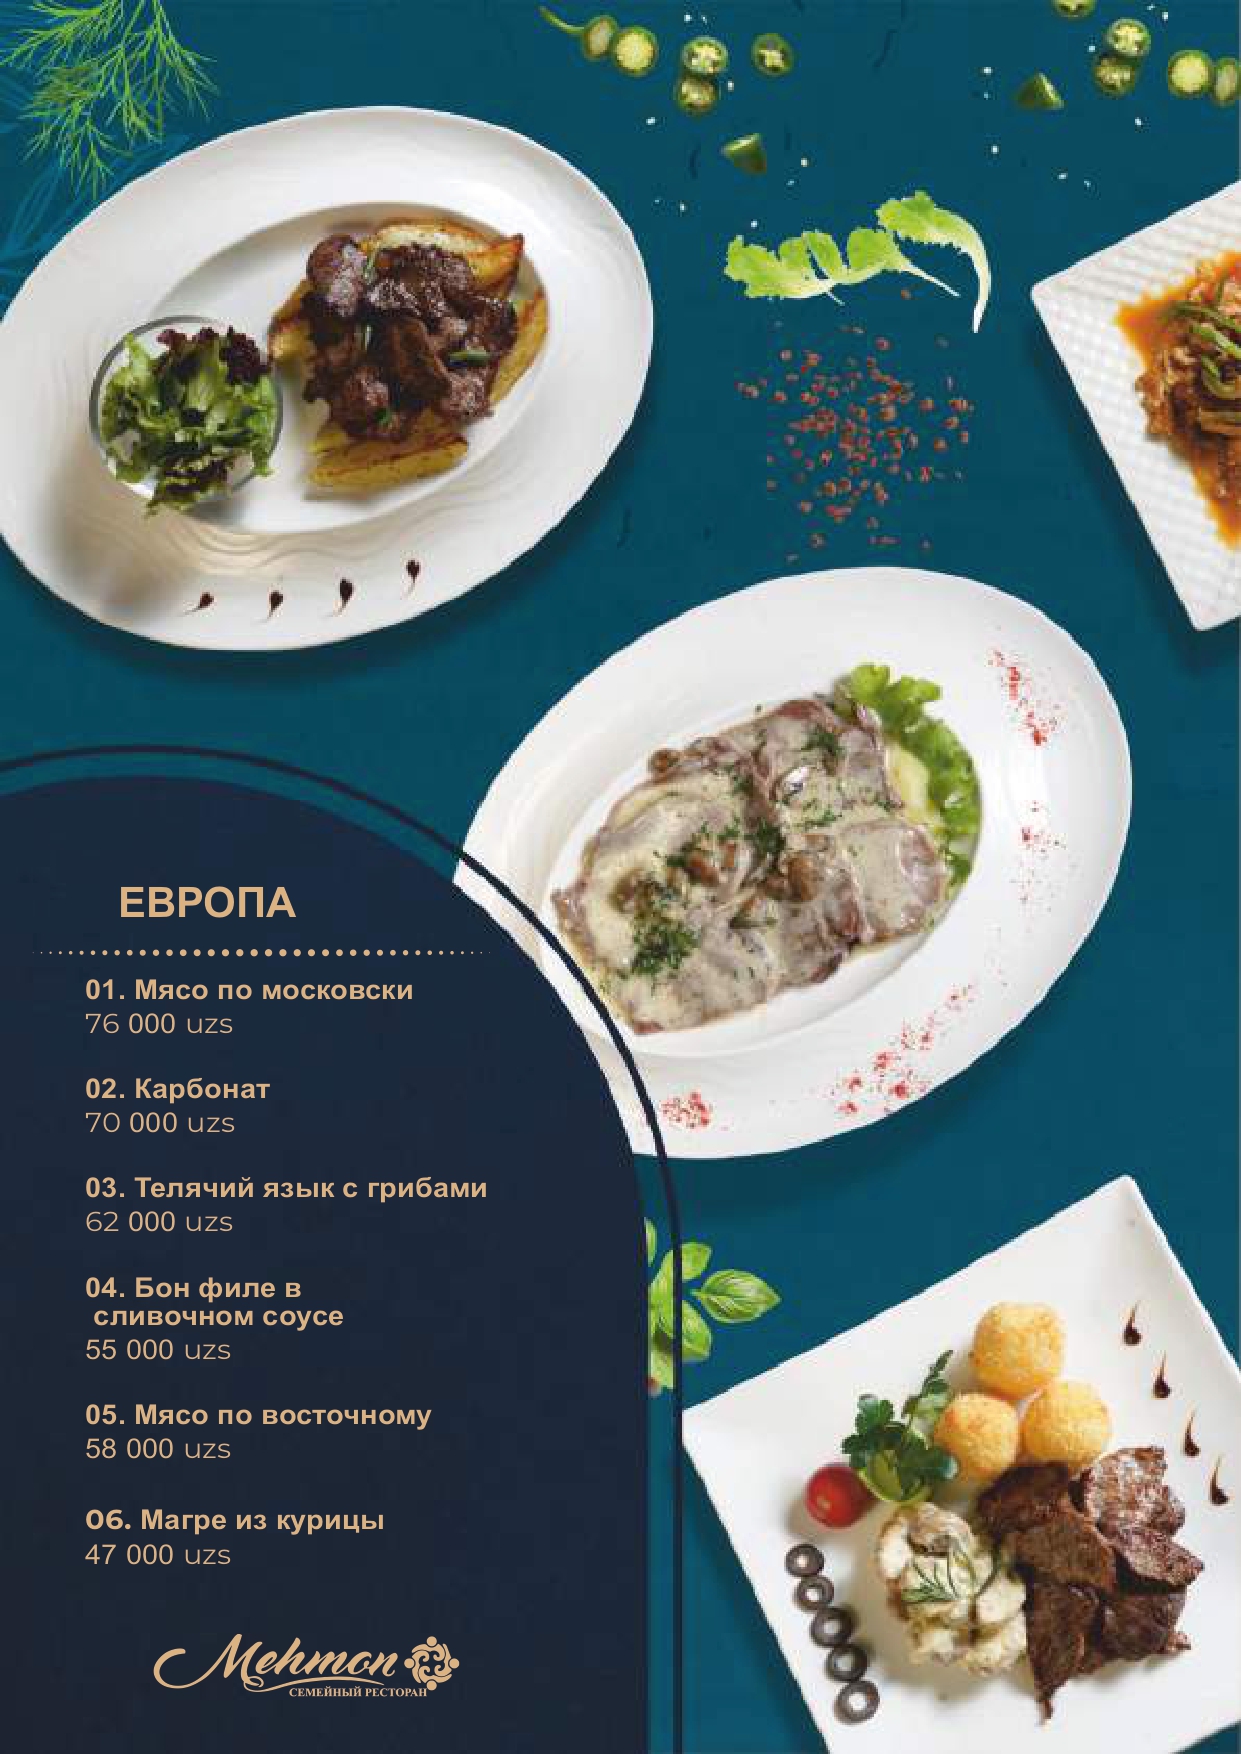 ЕВРОПА
01. Мясо по московски
76 000 uzs
02. Карбонат
70 000 uzs
03. Телячий язык с грибами
62 000 uzs
04. Бон филе в
сливочном соусе
55 000 uzs
05. Мясо по восточному
58 000 uzs
06. Магре из курицы
47 000 uzs
Mehmon
СЕМЕЙНЫЙ РЕСТОРАН